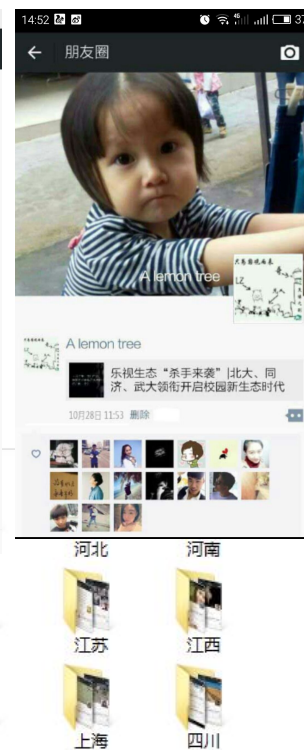 14:52
37
朋友圈
A lemon tree
A lemon tree
乐视生态“杀手来袭”|北大、同
济、武大领衔开启校园新生态时代
10月28日 11:53 删除
河北 河南
江苏 江西
上海 四川